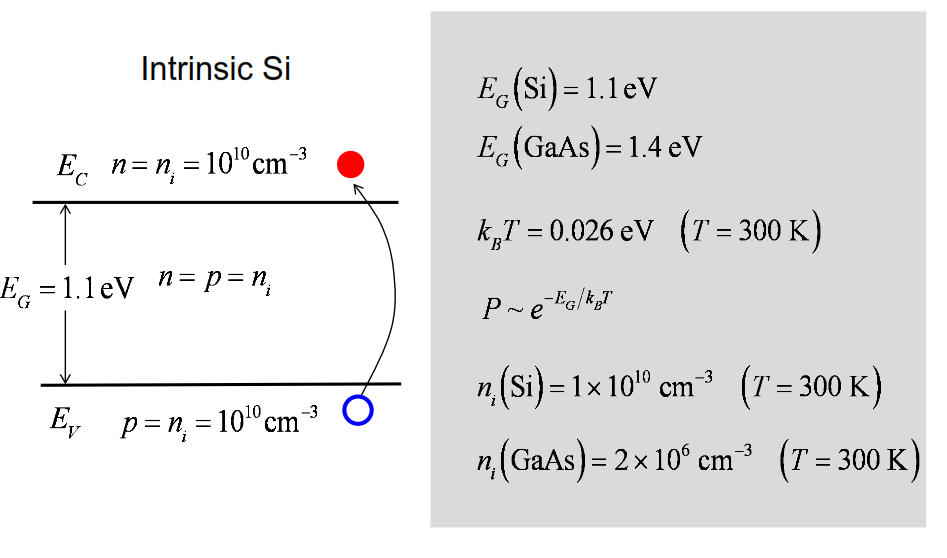 Intrinsic Si
E_C n = n_i = 10^10 cm^−3
E_G = 1.1 eV n = p = n_i
E_V p = n_i = 10^10 cm^−3
E_G(Si) = 1.1 eV
E_G(GaAs) = 1.4 eV
k_B T = 0.026 eV (T = 300 K)
P ~ e^(−E_G/k_B T)
n_i(Si) = 1 × 10^10 cm^−3 (T = 300 K)
n_i(GaAs) = 2 × 10^6 cm^−3 (T = 300 K)